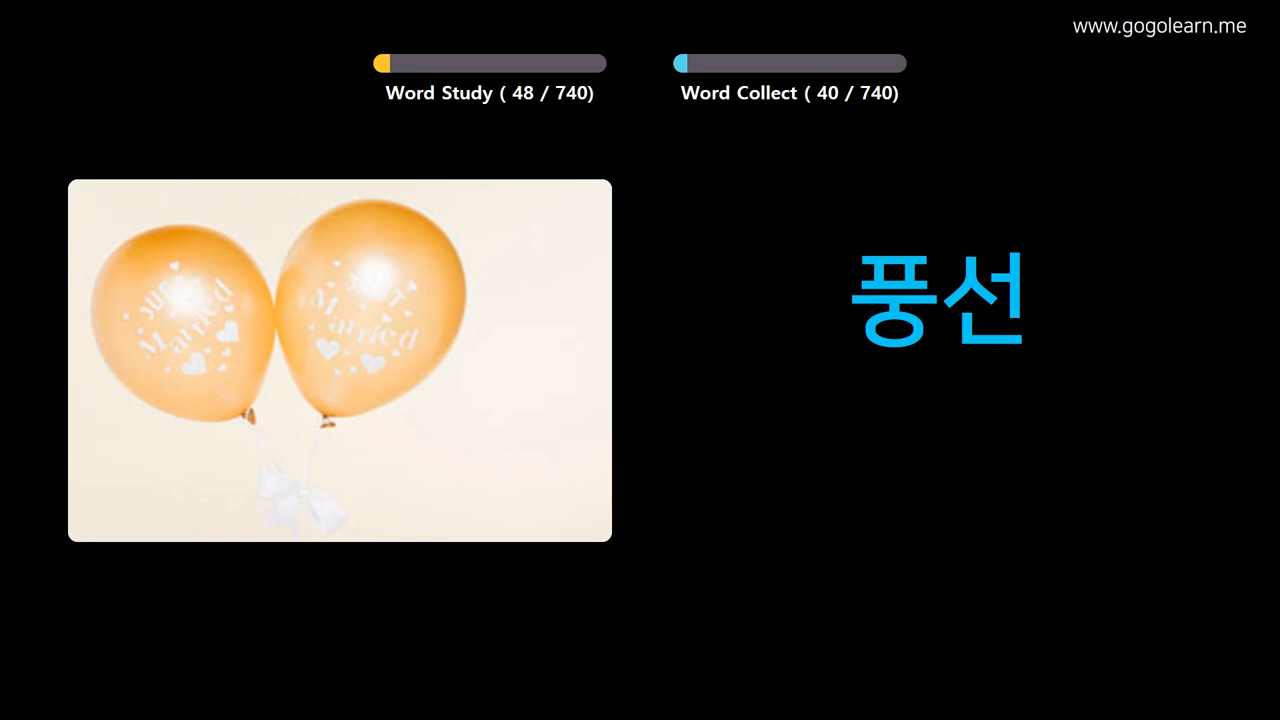 www.gogolearn.me
Word Study ( 48 / 740)
Word Collect ( 40 / 740)
JUST
Married
JUST
Married
풍선